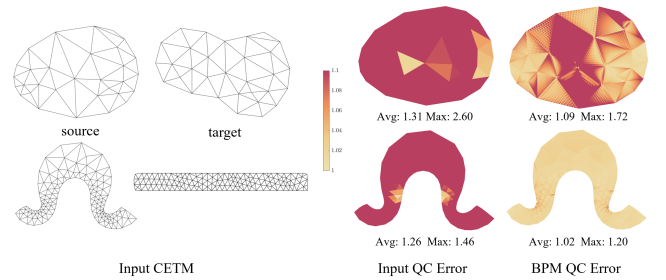 source
target
1.1
1.08
1.06
1.04
1.02
1
Avg: 1.31 Max: 2.60
Avg: 1.09 Max: 1.72
Avg: 1.26 Max: 1.46
Avg: 1.02 Max: 1.20
Input CETM
Input QC Error
BPM QC Error